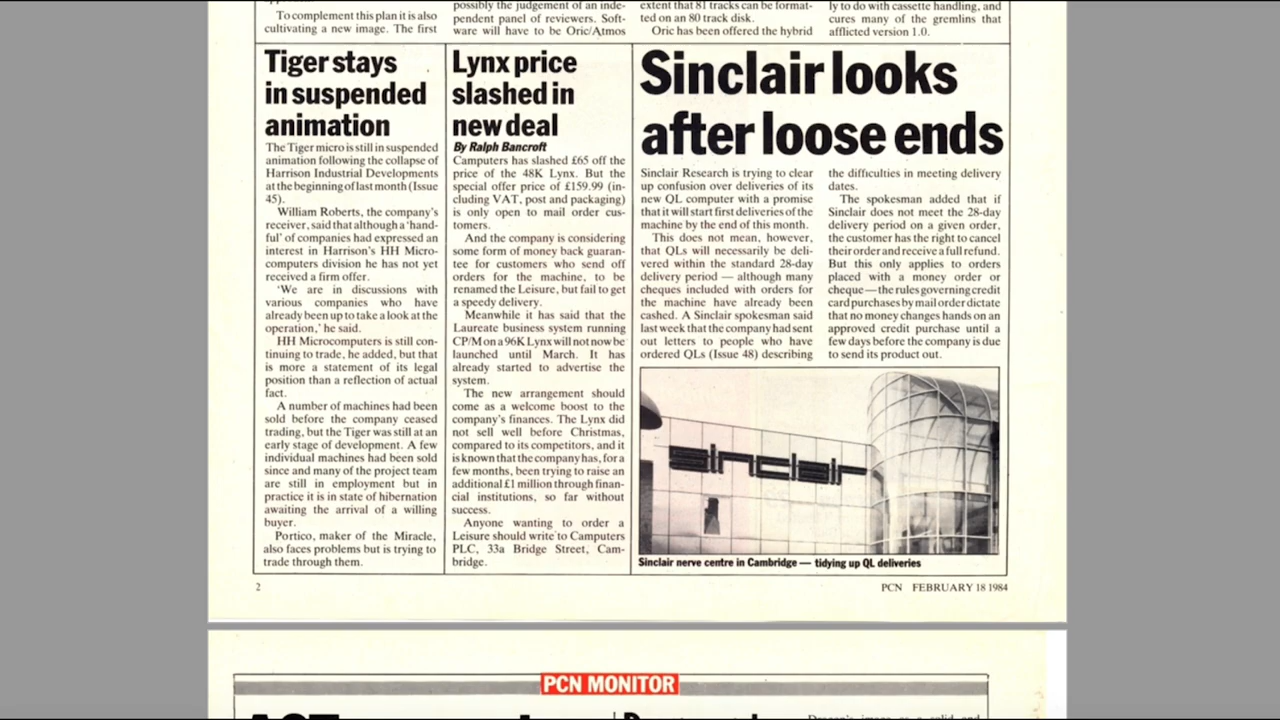 To complement this plan it is also
cultivating a new image. The first
possibly the judgement of an inde-
pendent panel of reviewers. Soft-
ware will have to be Oric/Atmos
extent that 81 tracks can be format-
ted on an 80 track disk.
Oric has been offered the hybrid
ly to do with cassette handling, and
cures many of the gremlins that
afflicted version 1.0.
Tiger stays
in suspended
animation
The Tiger micro is still in suspended
animation following the collapse of
Harrison Industrial Developments
at the beginning of last month (Issue
45).
William Roberts, the company's
receiver, said that although a 'hand-
ful' of companies had expressed an
interest in Harrison's HH Micro-
computers division he has not yet
received a firm offer.
'We are in discussions with
various companies who have
already been up to take a look at the
operation,' he said.
HH Microcomputers is still con-
tinuing to trade, he added, but that
is more a statement of its legal
position than a reflection of actual
fact.
A number of machines had been
sold before the company ceased
trading, but the Tiger was still at an
early stage of development. A few
individual machines had been sold
since and many of the project team
are still in employment but in
practice it is in state of hibernation
awaiting the arrival of a willing
buyer.
Portico, maker of the Miracle,
also faces problems but is trying to
trade through them.
Lynx price
slashed in
new deal
By Ralph Bancroft
Camputers has slashed £65 off the
price of the 48K Lynx. But the
special offer price of £159.99 (in-
cluding VAT, post and packaging)
is only open to mail order cus-
tomers.
And the company is considering
some form of money back guaran-
tee for customers who send off
orders for the machine, to be
renamed the Leisure, but fail to get
a speedy delivery.
Meanwhile it has said that the
Laureate business system running
CP/M on a 96K Lynx will not now be
launched until March. It has
already started to advertise the
system.
The new arrangement should
come as a welcome boost to the
company's finances. The Lynx did
not sell well before Christmas,
compared to its competitors, and it
is known that the company has, for a
few months, been trying to raise an
additional £1 million through finan-
cial institutions, so far without
success.
Anyone wanting to order a
Leisure should write to Camputers
PLC, 33a Bridge Street, Cam-
bridge.
Sinclair looks
after loose ends
Sinclair Research is trying to clear
up confusion over deliveries of its
new QL computer with a promise
that it will start first deliveries of the
machine by the end of this month.
This does not mean, however,
that QLs will necessarily be deli-
vered within the standard 28-day
delivery period — although many
cheques included with orders for
the machine have already been
cashed. A Sinclair spokesman said
last week that the company had sent
out letters to people who have
ordered QLs (Issue 48) describing
the difficulties in meeting delivery
dates.
The spokesman added that if
Sinclair does not meet the 28-day
delivery period on a given order,
the customer has the right to cancel
their order and receive a full refund.
But this only applies to orders
placed with a money order or
cheque — the rules governing credit
card purchases by mail order dictate
that no money changes hands on an
approved credit purchase until a
few days before the company is due
to send its product out.
sinclair
Sinclair nerve centre in Cambridge — tidying up QL deliveries
2
PCN FEBRUARY 18 1984
PCN MONITOR